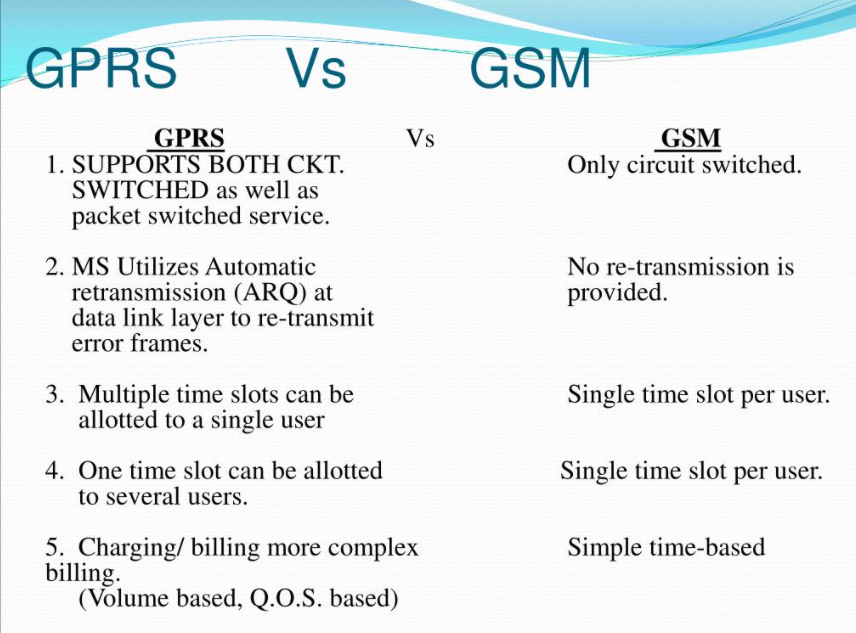 GPRS Vs GSM
GPRS Vs GSM
1. SUPPORTS BOTH CKT. Only circuit switched.
SWITCHED as well as
packet switched service.
2. MS Utilizes Automatic No re-transmission is
retransmission (ARQ) at provided.
data link layer to re-transmit
error frames.
3. Multiple time slots can be Single time slot per user.
allotted to a single user
4. One time slot can be allotted Single time slot per user.
to several users.
5. Charging/ billing more complex Simple time-based
billing.
(Volume based, Q.O.S. based)